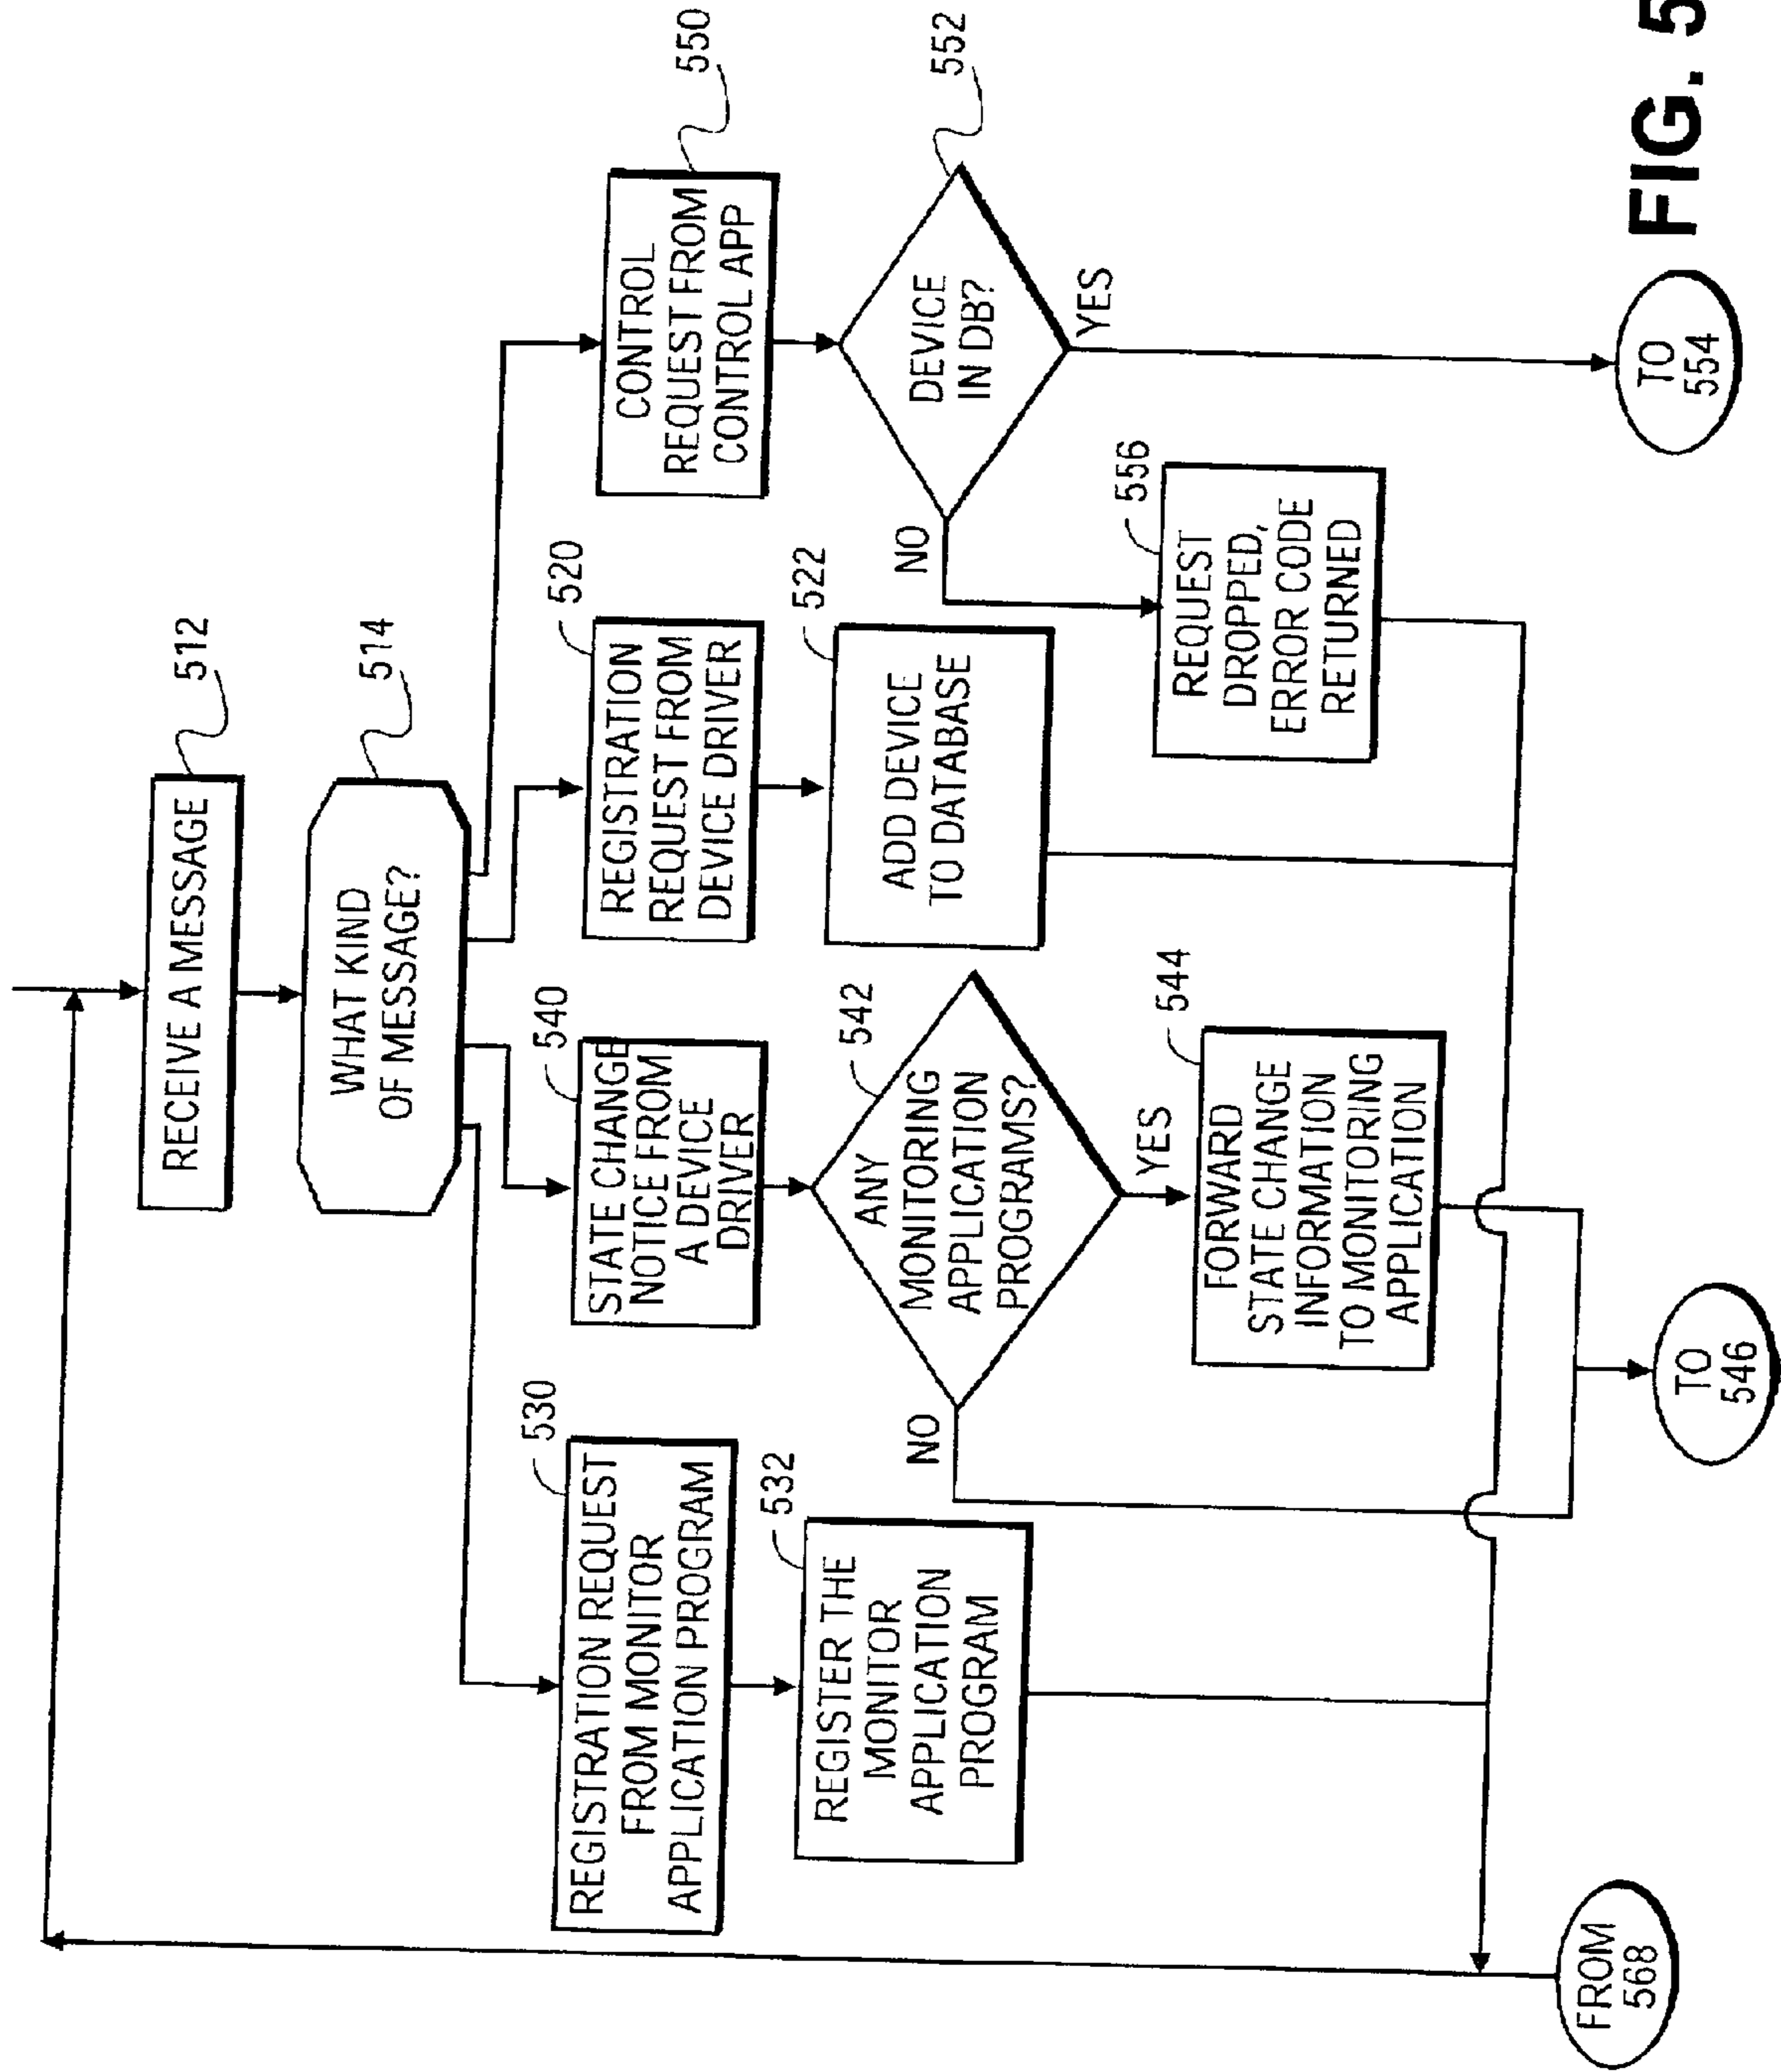 RECEIVE A MESSAGE
512
WHAT KIND
OF MESSAGE?
514
REGISTRATION REQUEST
FROM MONITOR
APPLICATION PROGRAM
530
STATE CHANGE
NOTICE FROM
A DEVICE
DRIVER
540
REGISTRATION
REQUEST FROM
DEVICE DRIVER
520
CONTROL
REQUEST FROM
CONTROL APP
550
REGISTER THE
MONITOR
APPLICATION
PROGRAM
532
ANY
MONITORING
APPLICATION
PROGRAMS?
542
NO
YES
ADD DEVICE
TO DATABASE
522
DEVICE
IN DB?
552
NO
YES
FORWARD
STATE CHANGE
INFORMATION
TO MONITORING
APPLICATION
544
REQUEST
DROPPED,
ERROR CODE
RETURNED
556
FROM
568
TO
546
TO
554
FIG. 5